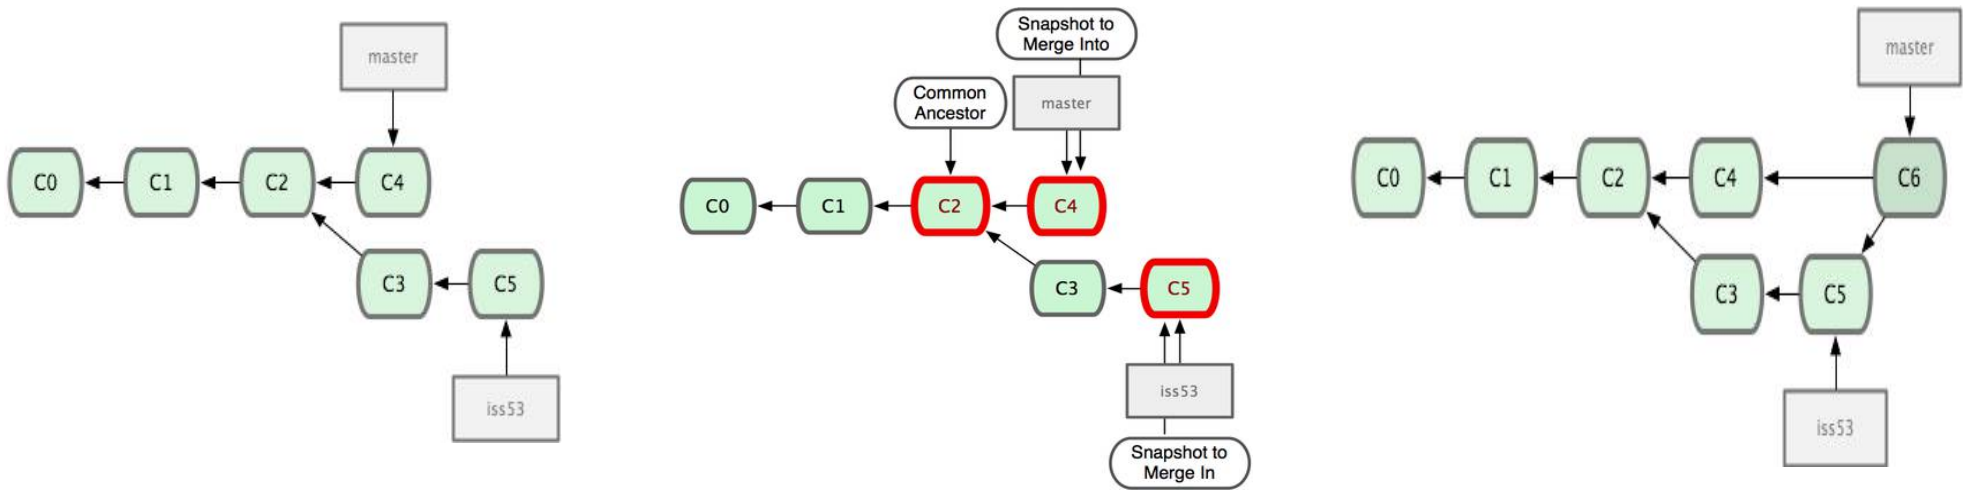 master
C0
C1
C2
C4
C3
C5
iss53
Snapshot to
Merge Into
Common
Ancestor
master
C0
C1
C2
C4
C3
C5
iss53
Snapshot to
Merge In
master
C0
C1
C2
C4
C6
C3
C5
iss53